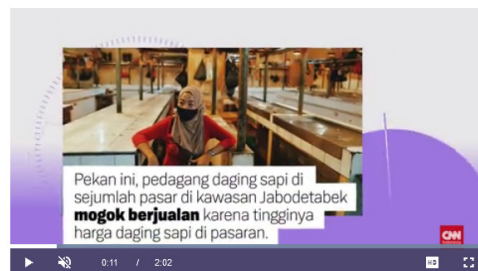 Pekan ini, pedagang daging sapi di
sejumlah pasar di kawasan Jabodetabek
mogok berjualan karena tingginya
harga daging sapi di pasaran.
CNN
0:11 / 2:02
HD